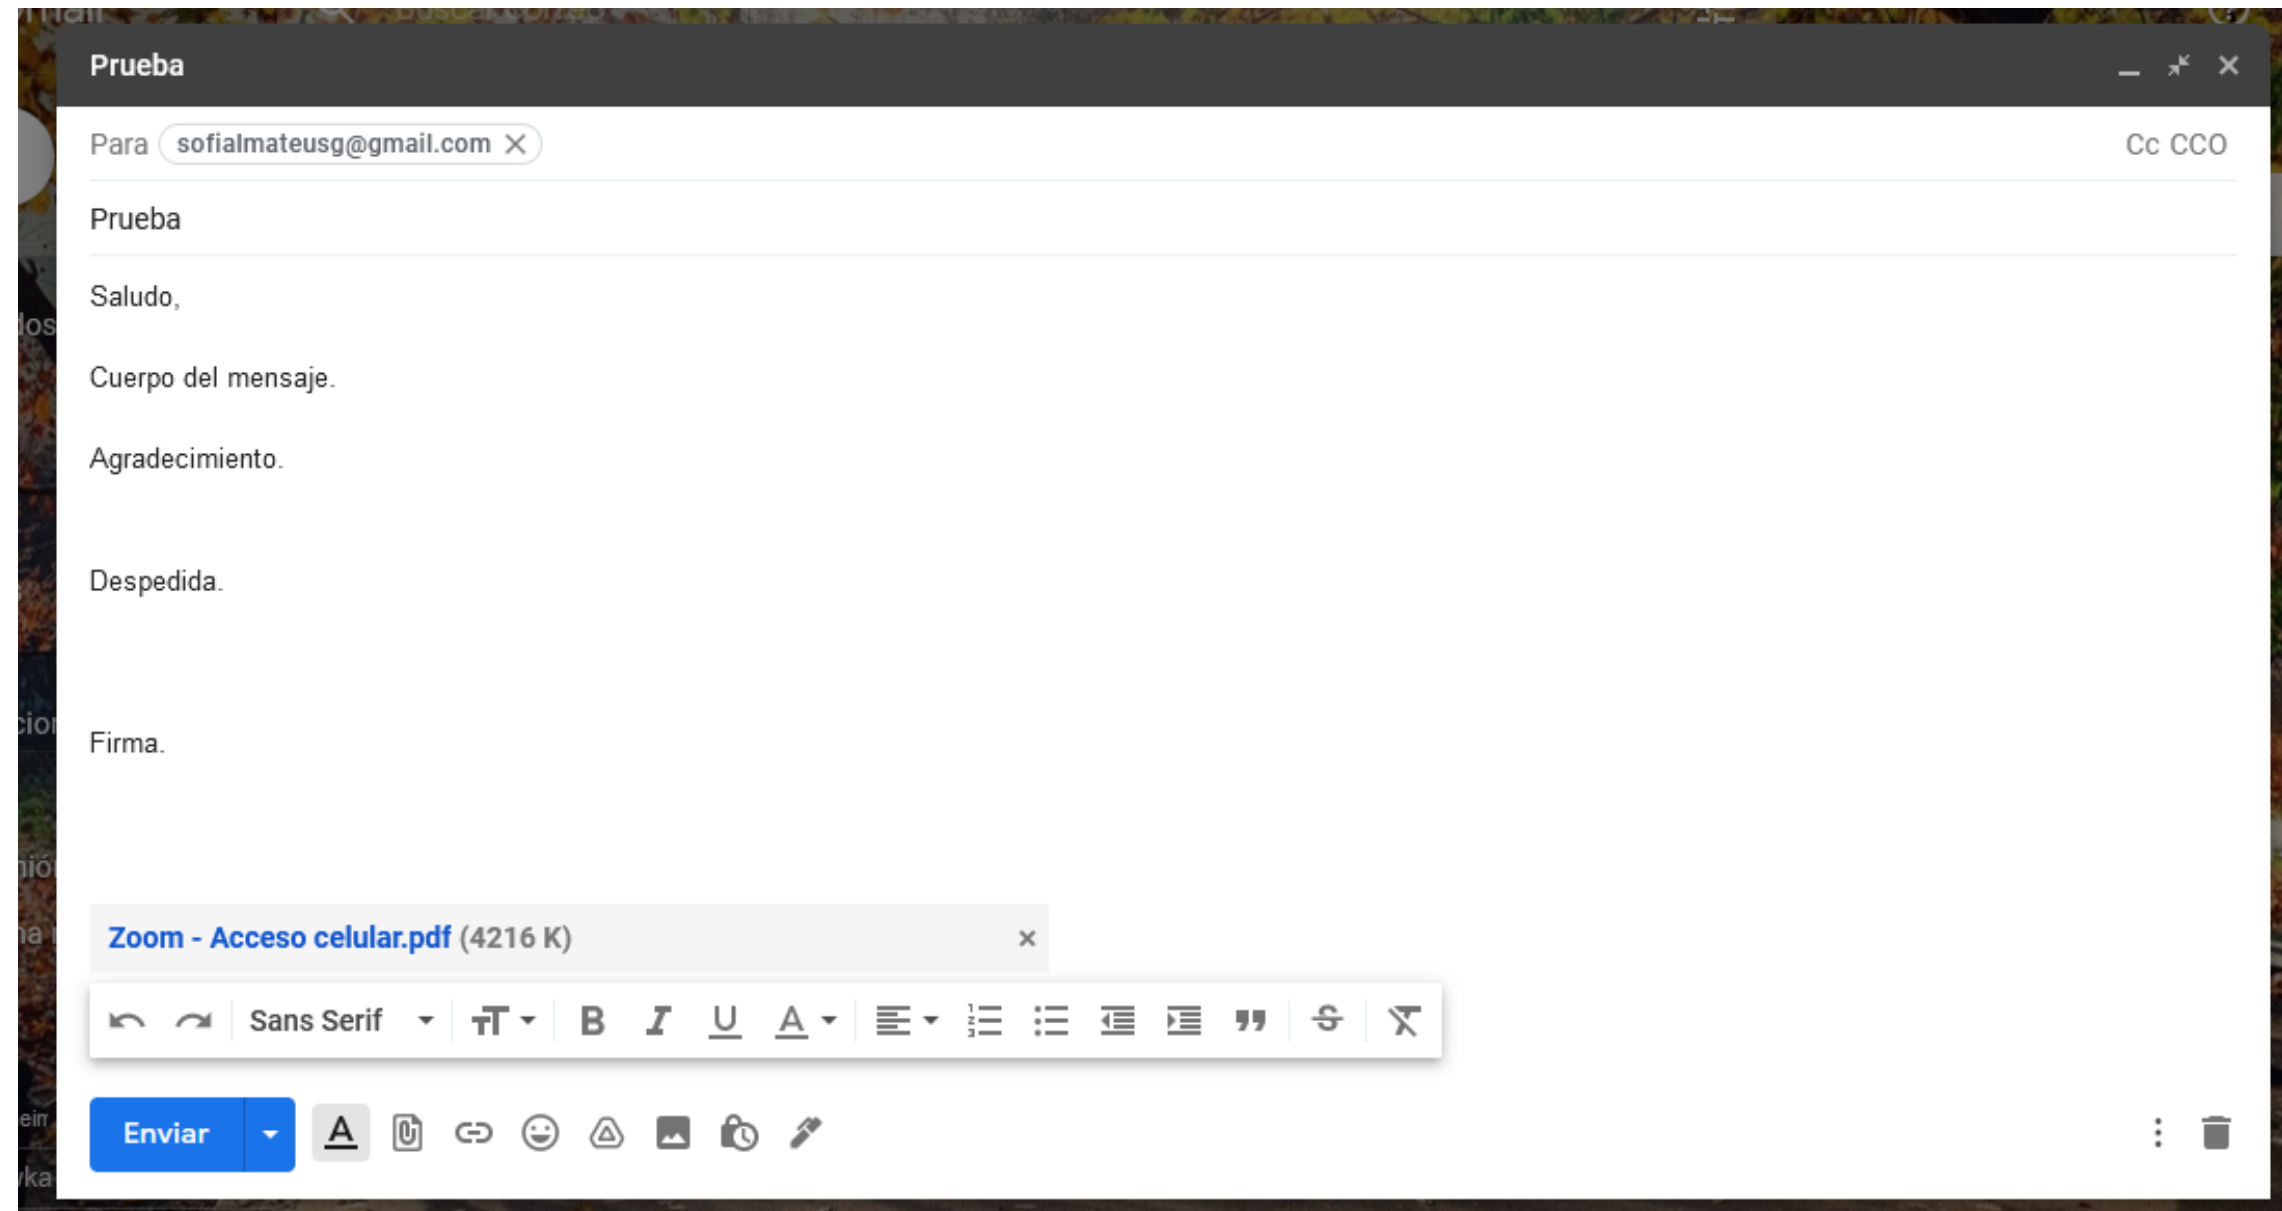 Prueba
Para sofialmateusg@gmail.com
Cc CCO
Prueba
Saludo,
Cuerpo del mensaje.
Agradecimiento.
Despedida.
Firma.
Zoom - Acceso celular.pdf (4216 K)
Sans Serif
Enviar